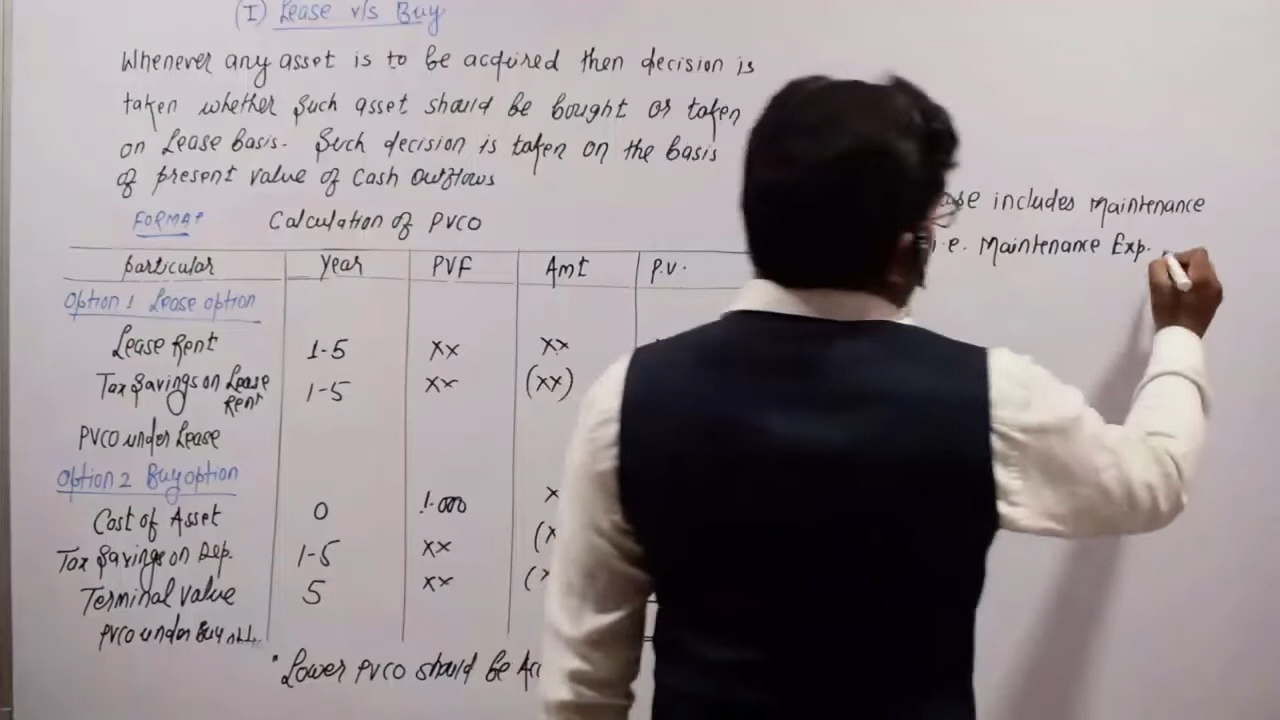 (I) Lease v/s Buy
Whenever any asset is to be acquired then decision is
taken whether such asset should be bought or taken
on Lease Basis. Such decision is taken on the basis
of present value of Cash Outflows
FORMAT Calculation of PVCO
particular year PVF Amt P.V.
Option 1 Lease option
Lease Rent 1-5 xx xx
Tax Savings on Lease Rent 1-5 xx (xx)
PVCO under Lease
Option 2 Buy option
Cost of Asset 0 1.000 x
Tax Savings on Dep. 1-5 xx (x
Terminal Value 5 xx (x
PVCO under Buy
* Lower PVCO should be
includes Maintenance
i.e. Maintenance Exp.